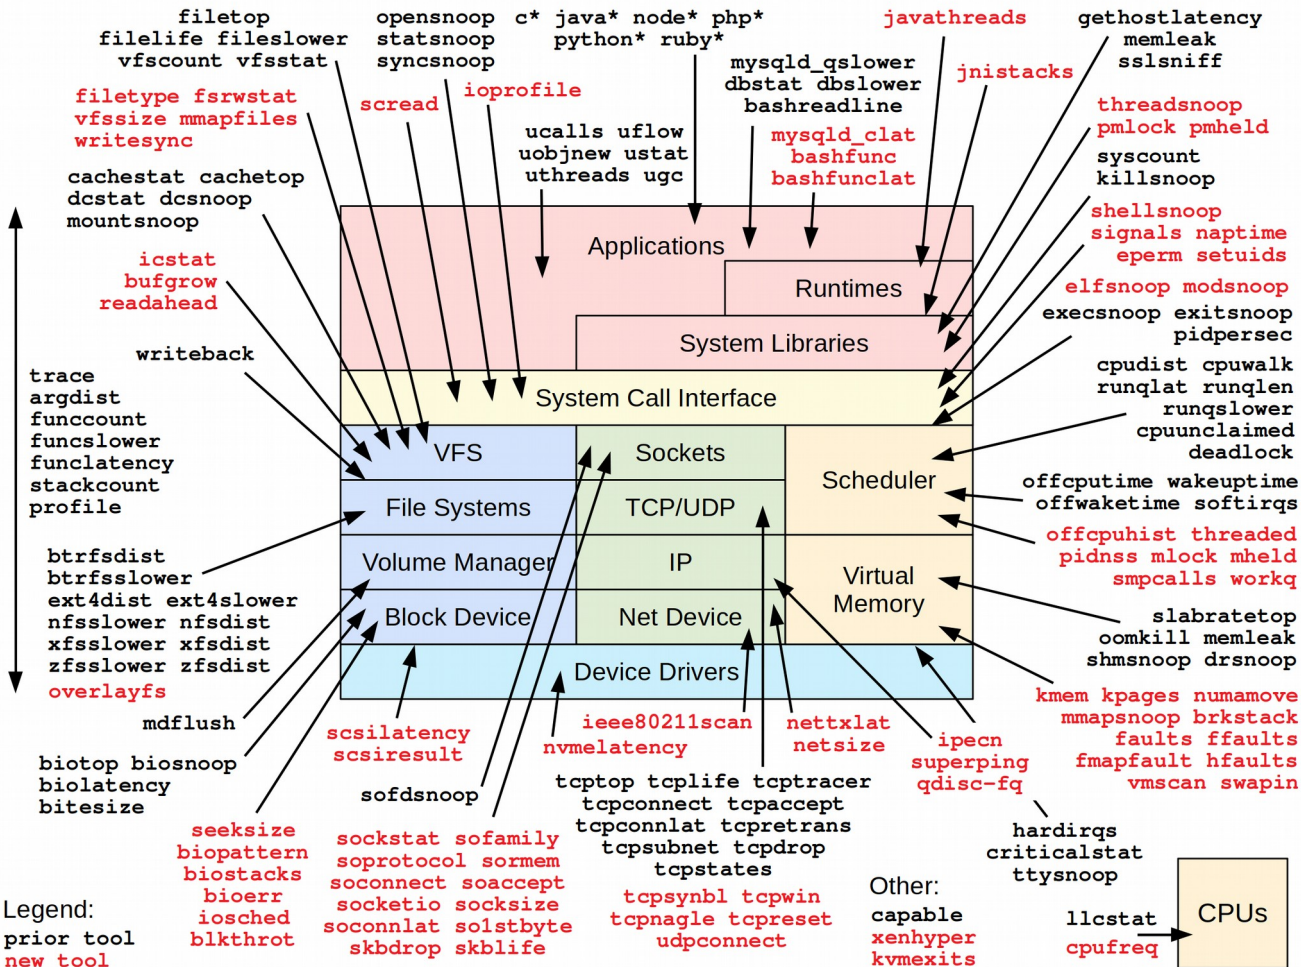 filetop
filelife fileslower
vfscount vfsstat
opensnoop
statsnoop
syncsnoop
c* java* node* php*
python* ruby*
javathreads
gethostlatency
memleak
sslsniff
mysqld_qslower
dbstat dbslower
bashreadline
jnistacks
filetype fsrwstat
vfssize mmapfiles
writesync
scread
ioprofile
threadsnoop
pmlock pmheld
ucalls uflow
uobjnew ustat
uthreads ugc
mysqld_clat
bashfunc
bashfunclat
syscount
killsnoop
cachestat cachetop
dcstat dcsnoop
mountsnoop
shellsnoop
signals naptime
eperm setuids
Applications
icstat
bufgrow
readahead
Runtimes
elfsnoop modsnoop
execsnoop exitsnoop
pidpersec
System Libraries
writeback
cpudist cpuwalk
runqlat runqlen
runqslower
cpuunclaimed
deadlock
trace
argdist
funccount
funcslower
funclatency
stackcount
profile
System Call Interface
VFS
Sockets
Scheduler
offcputime wakeuptime
offwaketime softirqs
File Systems
TCP/UDP
offcpuhist threaded
pidnss mlock mheld
smpcalls workq
btrfsdist
btrfsslower
ext4dist ext4slower
nfsslower nfsdist
xfsslower xfsdist
zfsslower zfsdist
overlayfs
Volume Manager
IP
Virtual
Memory
Block Device
Net Device
slabratetop
oomkill memleak
shmsnoop drsnoop
Device Drivers
kmem kpages numamove
mmapsnoop brkstack
faults ffaults
fmapfault hfaults
vmscan swapin
mdflush
scsilatency
scsiresult
ieee80211scan
nvmelatency
nettxlat
netsize
ipecn
superping
qdisc-fq
biotop biosnoop
biolatency
bitesize
sofdsnoop
tcptop tcplife tcptracer
tcpconnect tcpaccept
tcpconnlat tcpretrans
tcpsubnet tcpdrop
tcpstates
seeksize
biopattern
biostacks
bioerr
iosched
blkthrot
sockstat sofamily
soprotocol sormem
soconnect soaccept
socketio socksize
soconnlat so1stbyte
skbdrop skblife
hardirqs
criticalstat
ttysnoop
tcpsynbl tcpwin
tcpnagle tcpreset
udpconnect
Other:
capable
xenhyper
kvmexits
llcstat
cpufreq
CPUs
Legend:
prior tool
new tool